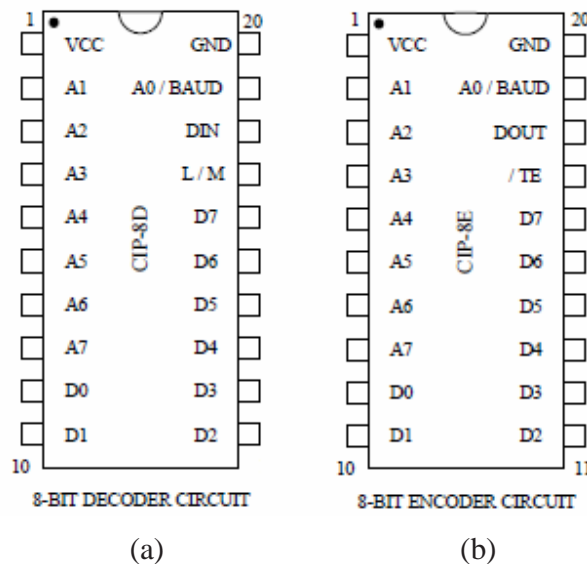 1 20
VCC GND
A1 A0 / BAUD
A2 DIN
A3 L / M
A4 D7
A5 D6
A6 D5
A7 D4
D0 D3
D1 D2
CIP-8D
10
8-BIT DECODER CIRCUIT
(a)
1 20
VCC GND
A1 A0 / BAUD
A2 DOUT
A3 / TE
A4 D7
A5 D6
A6 D5
A7 D4
D0 D3
D1 D2
CIP-8E
10 11
8-BIT ENCODER CIRCUIT
(b)